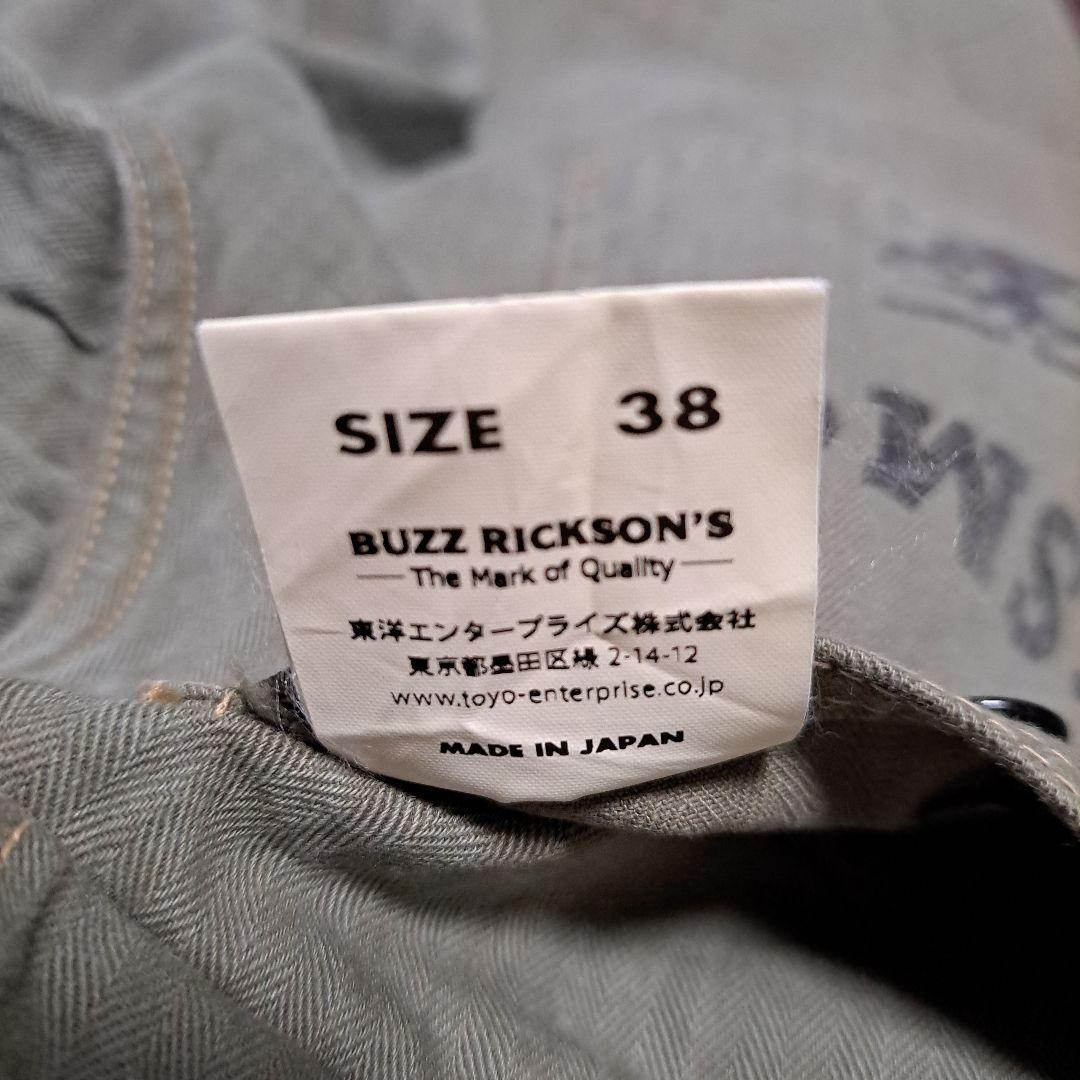 SIZE 38
BUZZ RICKSON'S
The Mark of Quality
東洋エンタープライズ株式会社
東京都墨田区緑 2-14-12
www.toyo-enterprise.co.jp
MADE IN JAPAN